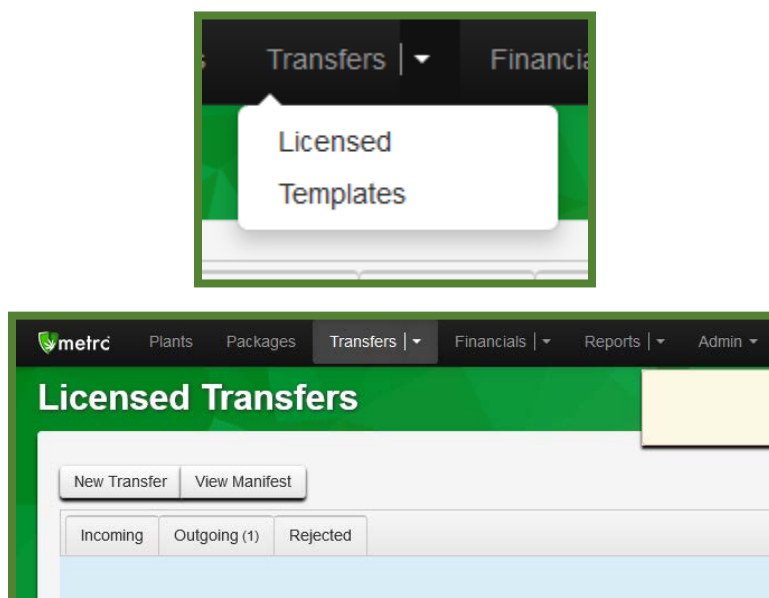 Transfers
Licensed
Templates
metrc Plants Packages Transfers Financials Reports Admin
Licensed Transfers
New Transfer View Manifest
Incoming Outgoing (1) Rejected